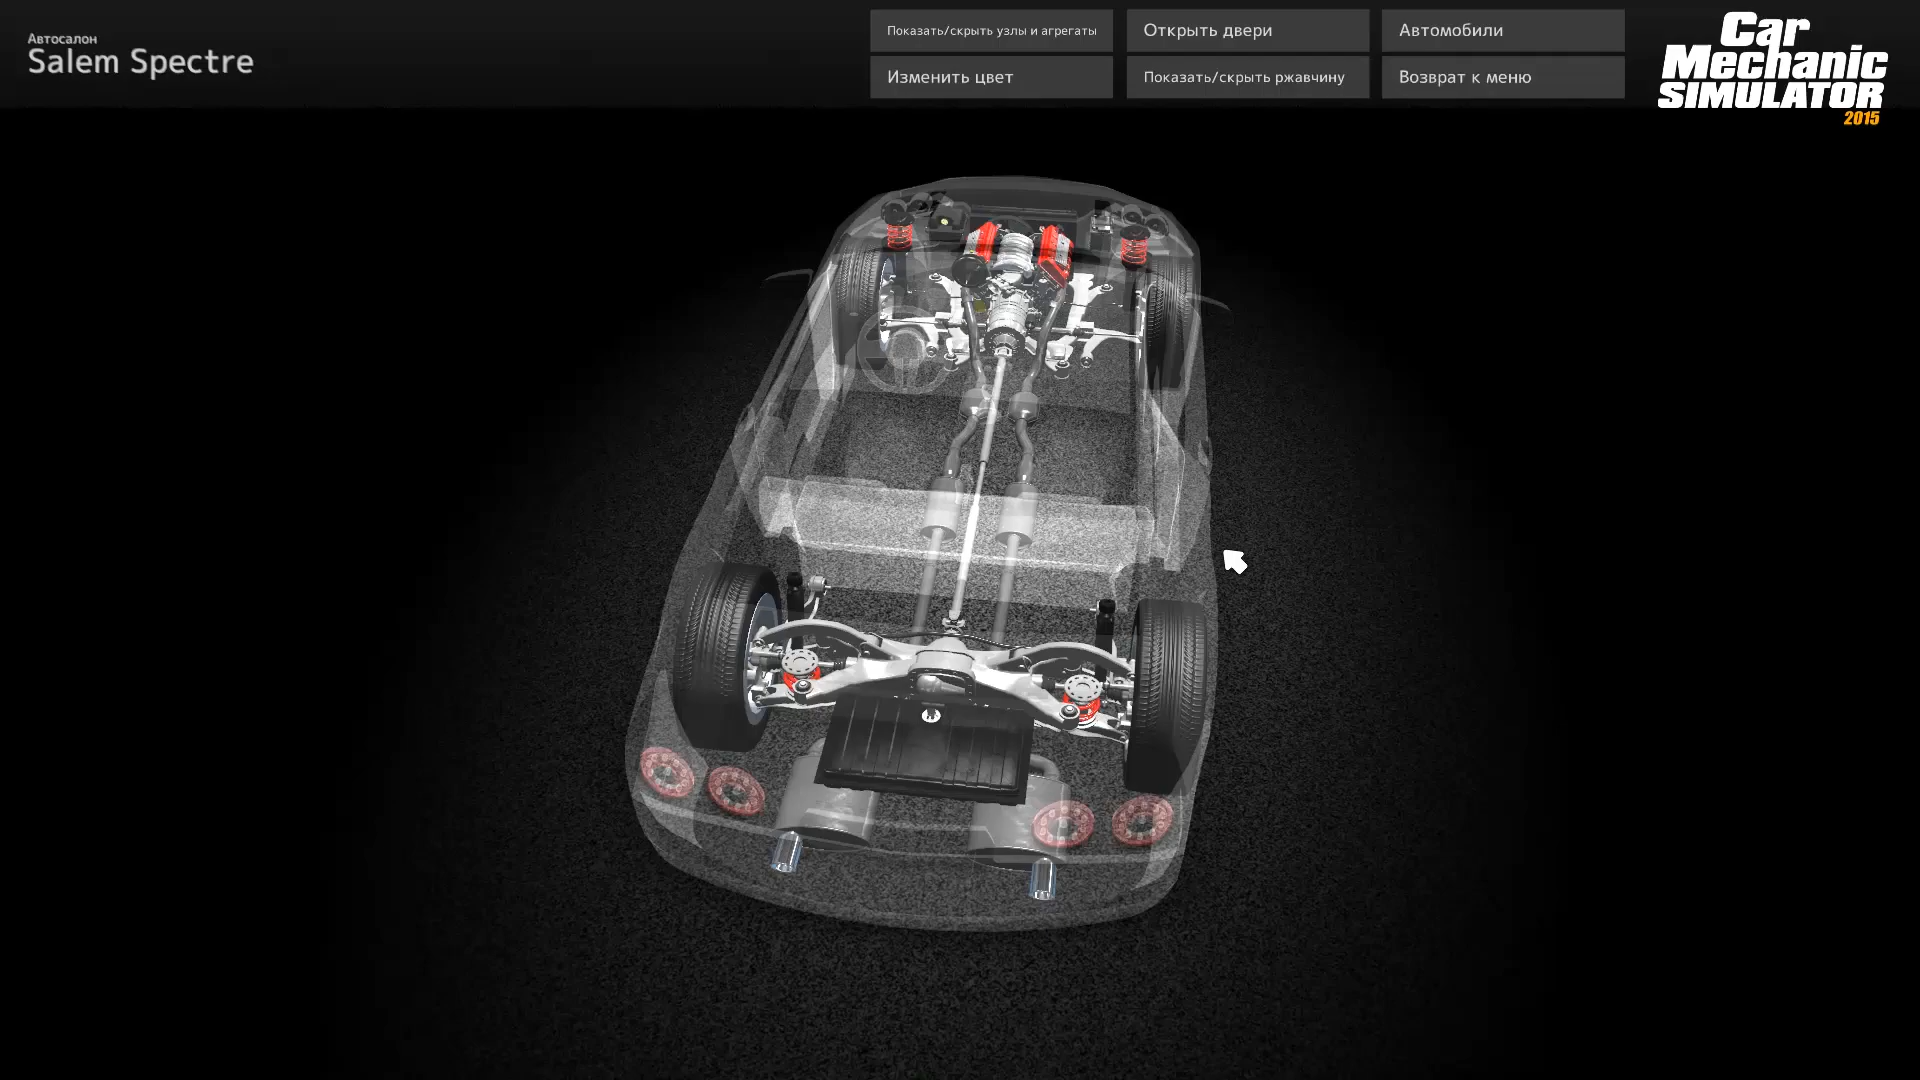 Автосалон
Salem Spectre
Показать/скрыть узлы и агрегаты
Открыть двери
Автомобили
Изменить цвет
Показать/скрыть ржавчину
Возврат к меню
Car
Mechanic
SIMULATOR
2015